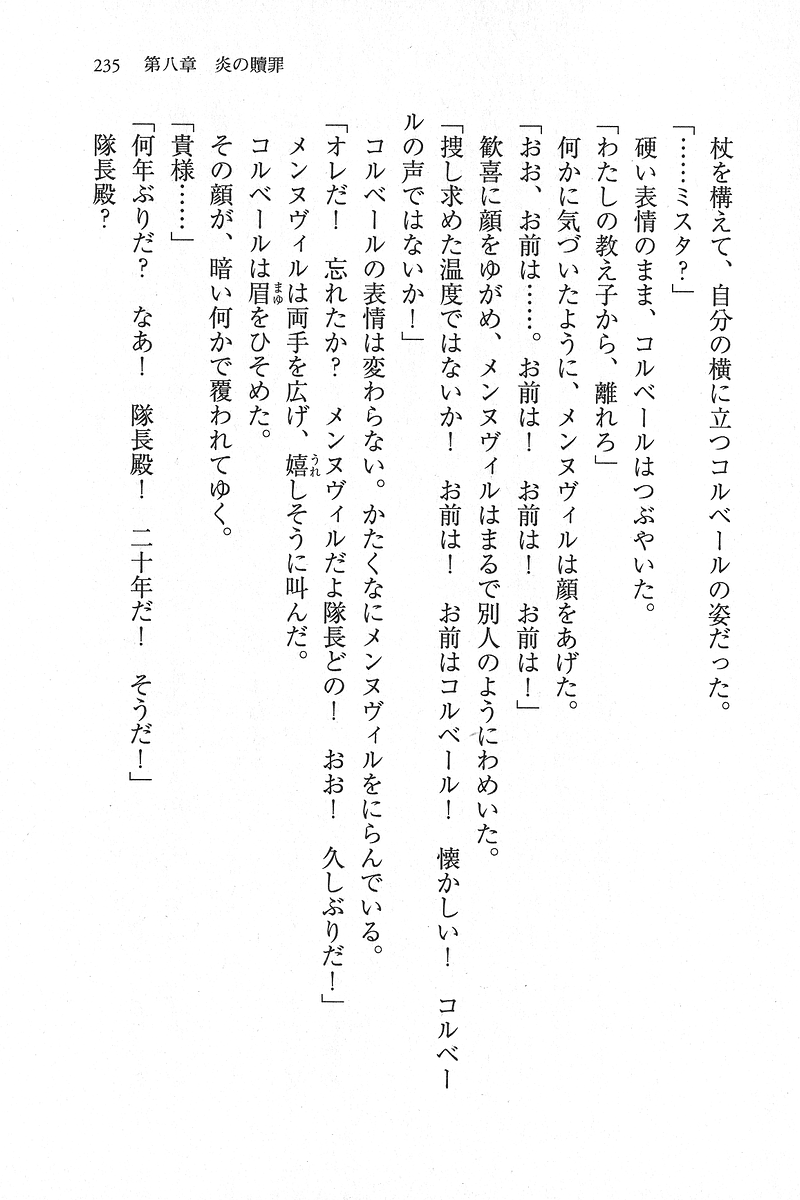 235　第八章　炎の贖罪
　杖を構えて、自分の横に立つコルベールの姿だった。
「……ミスタ？」
　硬い表情のまま、コルベールはつぶやいた。
「わたしの教え子から、離れろ」
　何かに気づいたように、メンヌヴィルは顔をあげた。
「おお、お前は……。お前は！　お前は！　お前は！」
　歓喜に顔をゆがめ、メンヌヴィルはまるで別人のようにわめいた。
「捜し求めた温度ではないか！　お前は！　お前はコルベール！　懐かしい！　コルベー
ルの声ではないか！」
　コルベールの表情は変わらない。かたくなにメンヌヴィルをにらんでいる。
「オレだ！　忘れたか？　メンヌヴィルだよ隊長どの！　おお！　久しぶりだ！」
　メンヌヴィルは両手を広げ、嬉しそうに叫んだ。
　コルベールは眉をひそめた。
　その顔が、暗い何かで覆われてゆく。
「貴様……」
「何年ぶりだ？　なあ！　隊長殿！　二十年だ！　そうだ！」
　隊長殿？